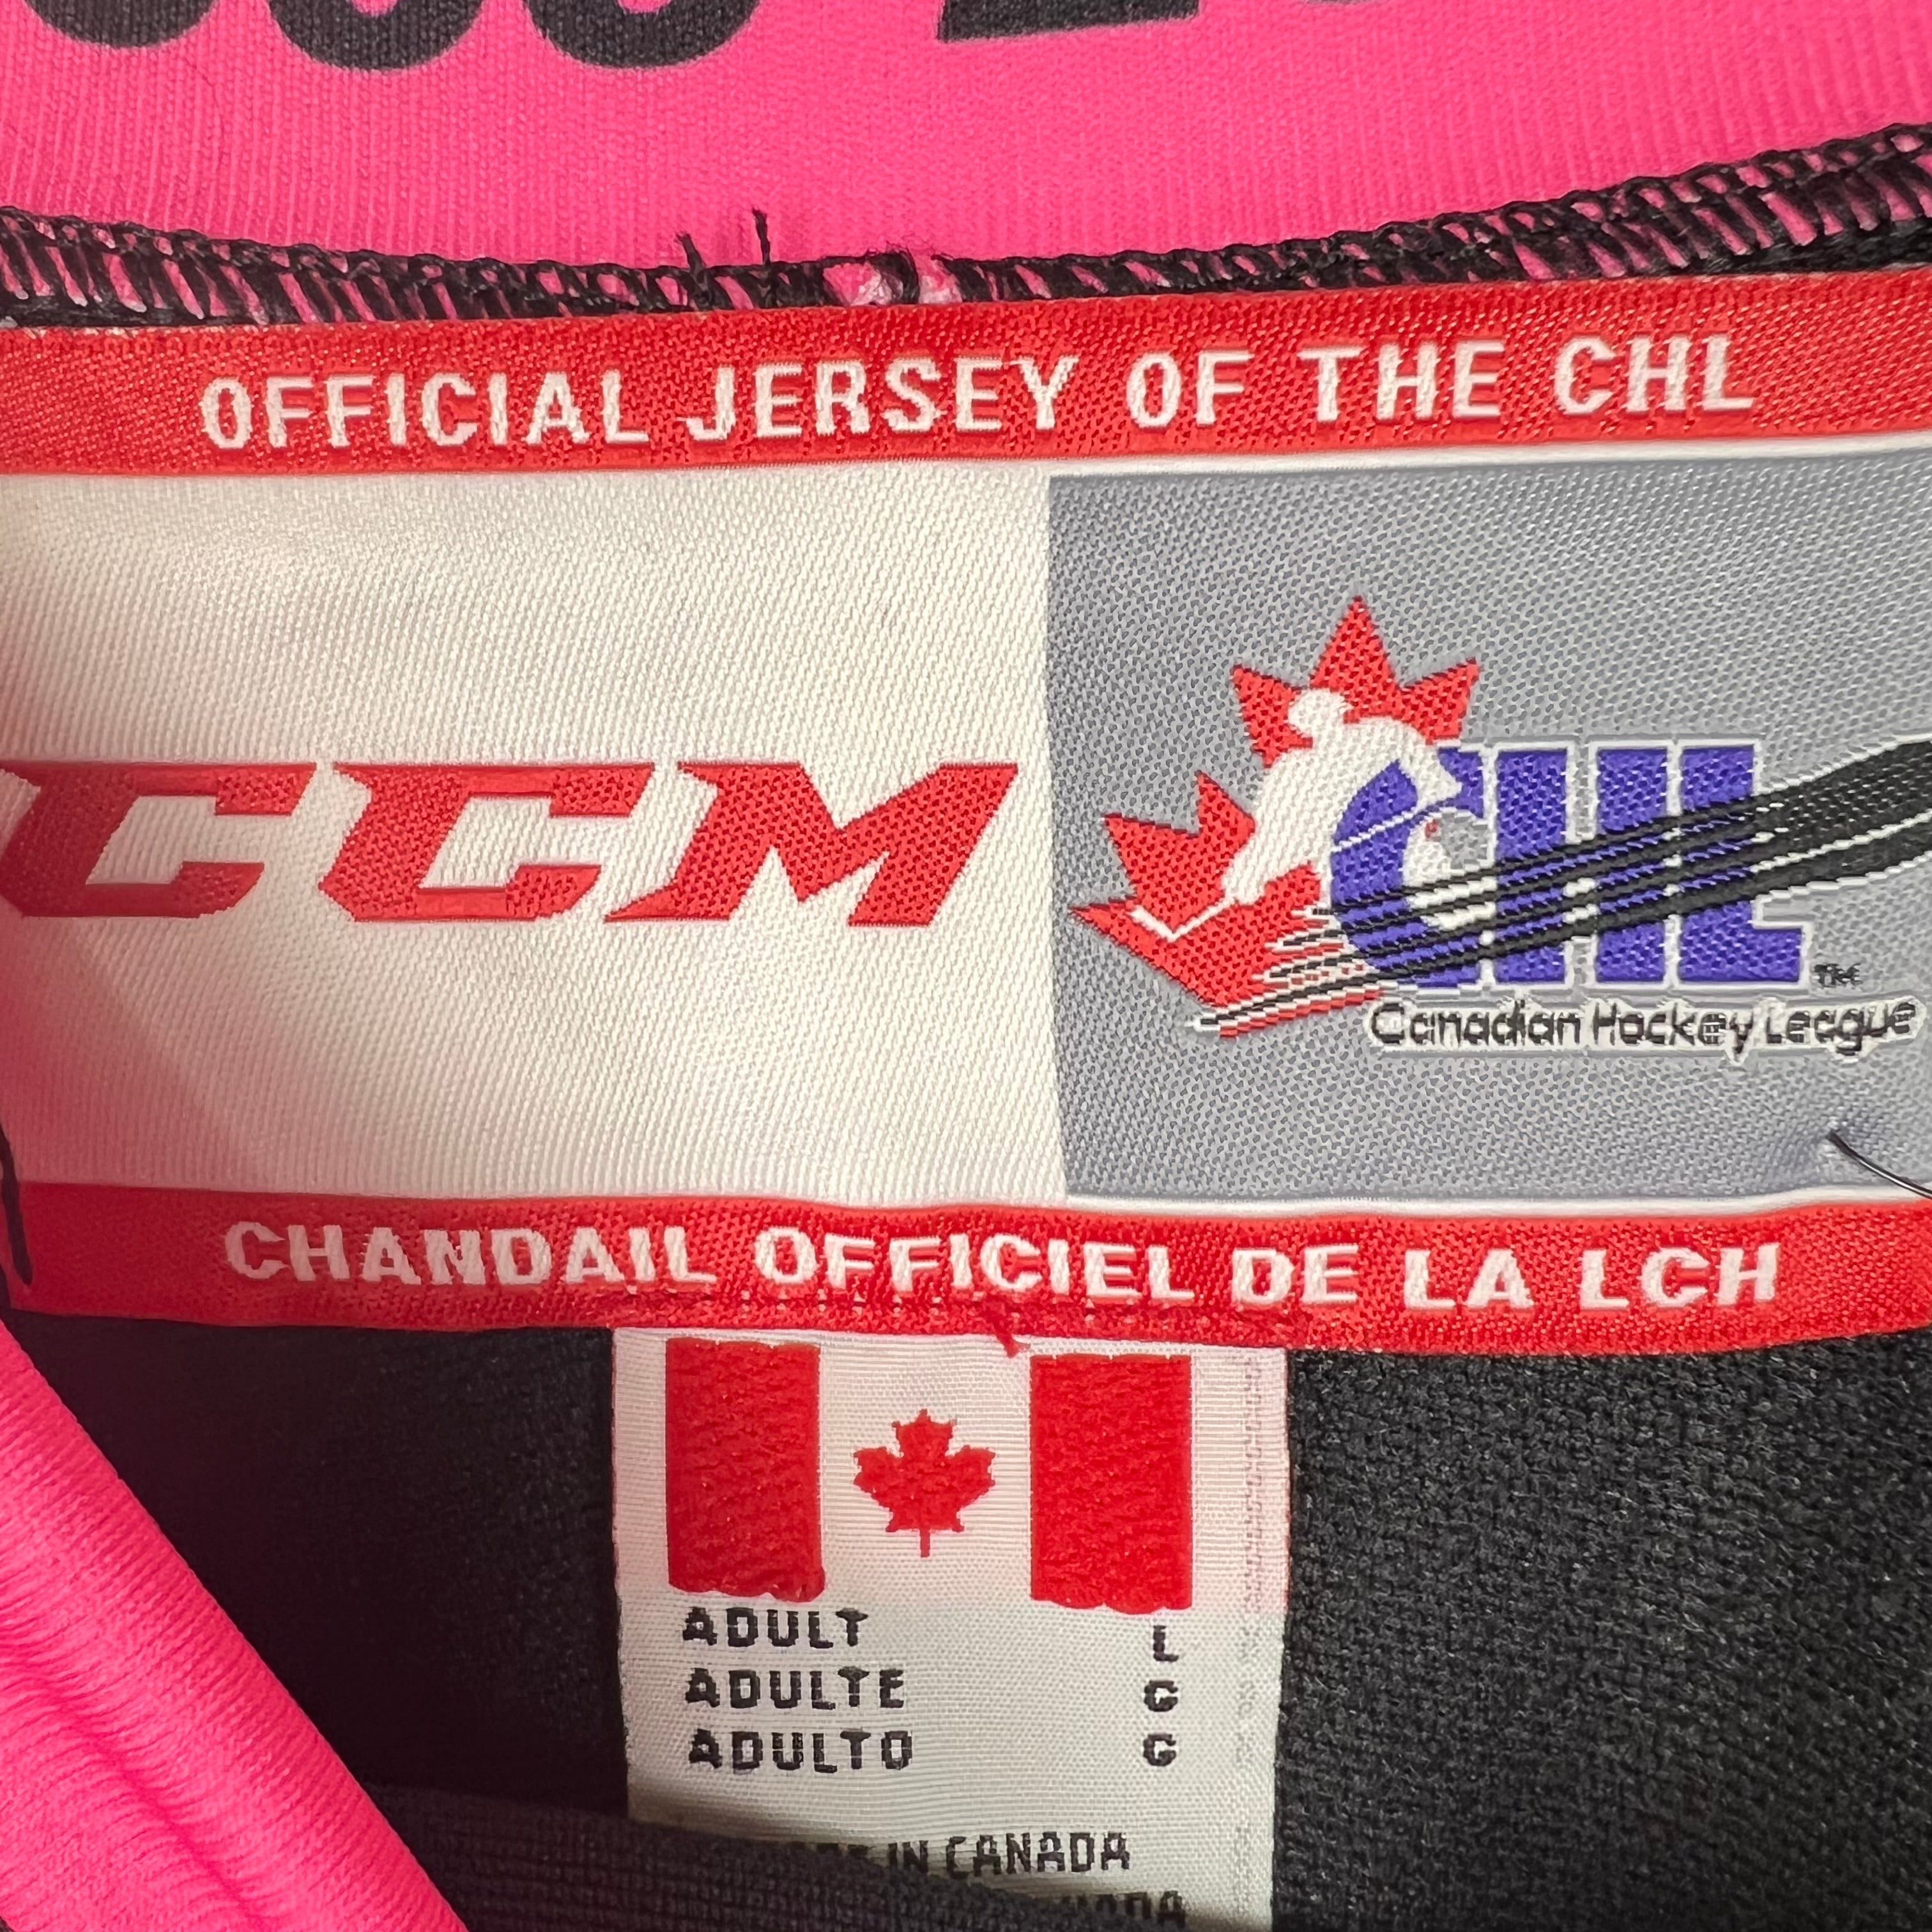 OFFICIAL JERSEY OF THE CHL
CCM
CHL TM
Canadian Hockey League
CHANDAIL OFFICIEL DE LA LCH
ADULT L
ADULTE G
ADULTO G
IN CANADA